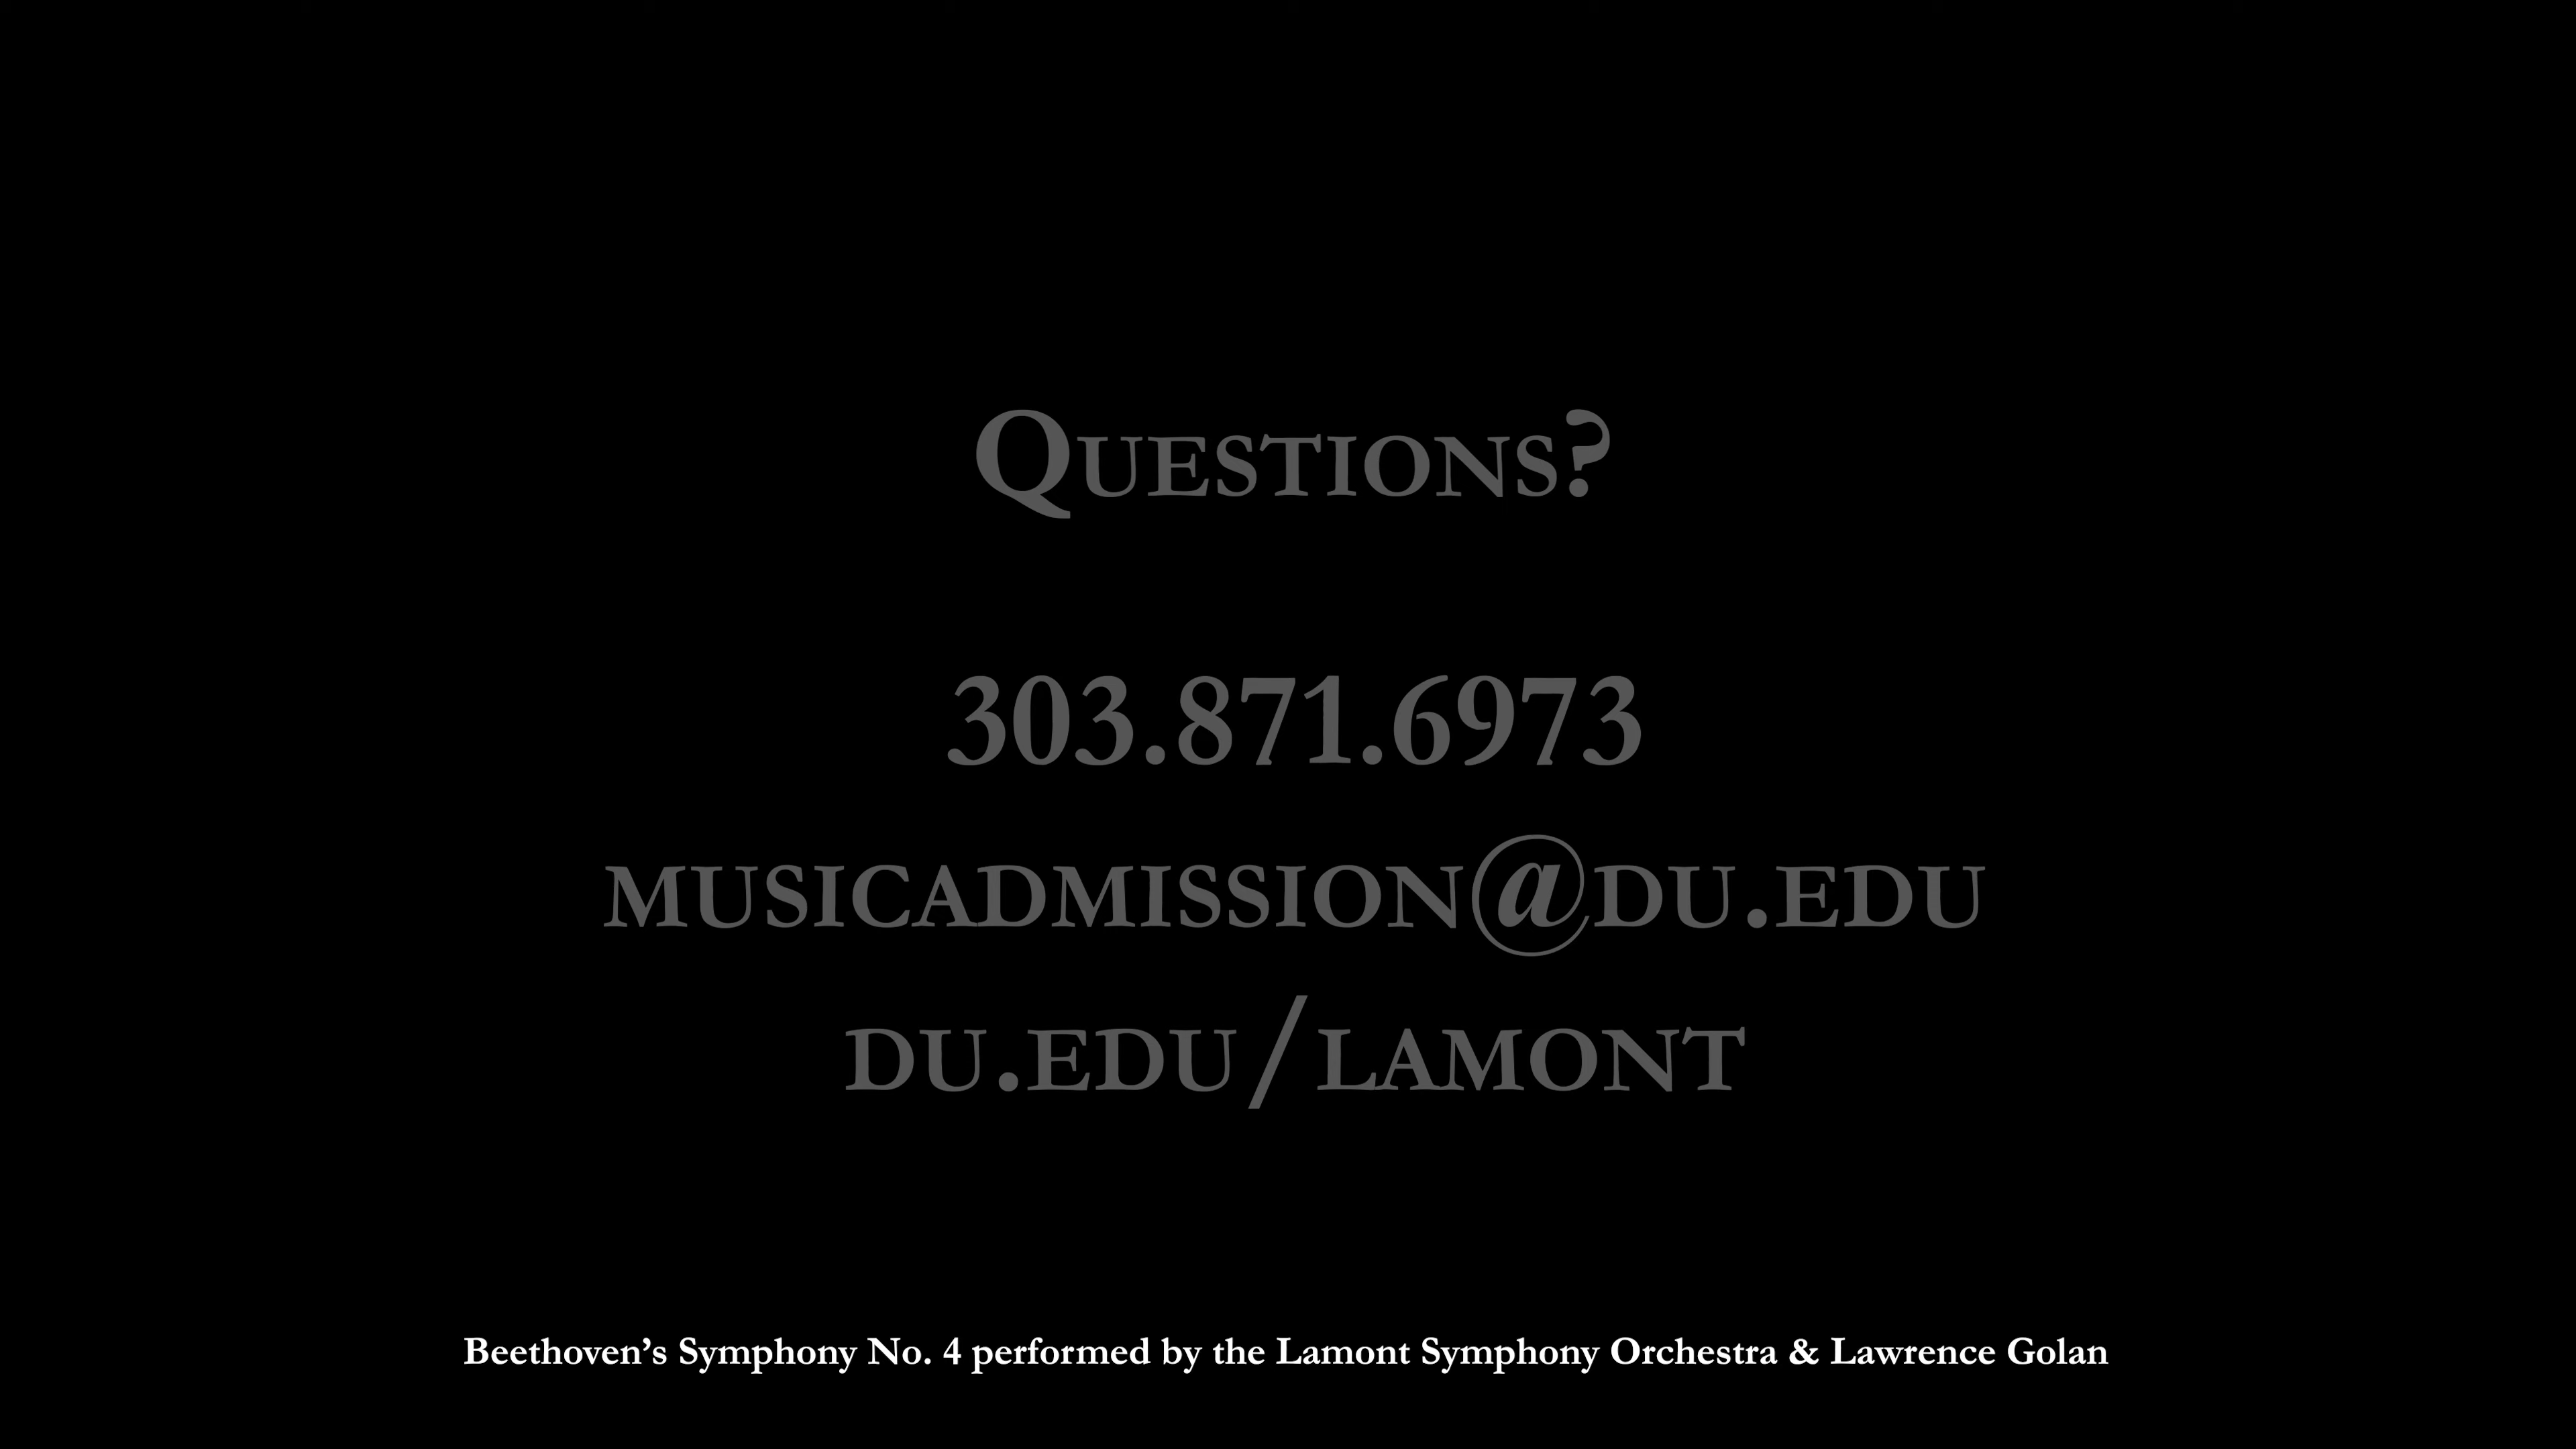 Questions?
303.871.6973
musicadmission@du.edu
du.edu/lamont
Beethoven’s Symphony No. 4 performed by the Lamont Symphony Orchestra & Lawrence Golan